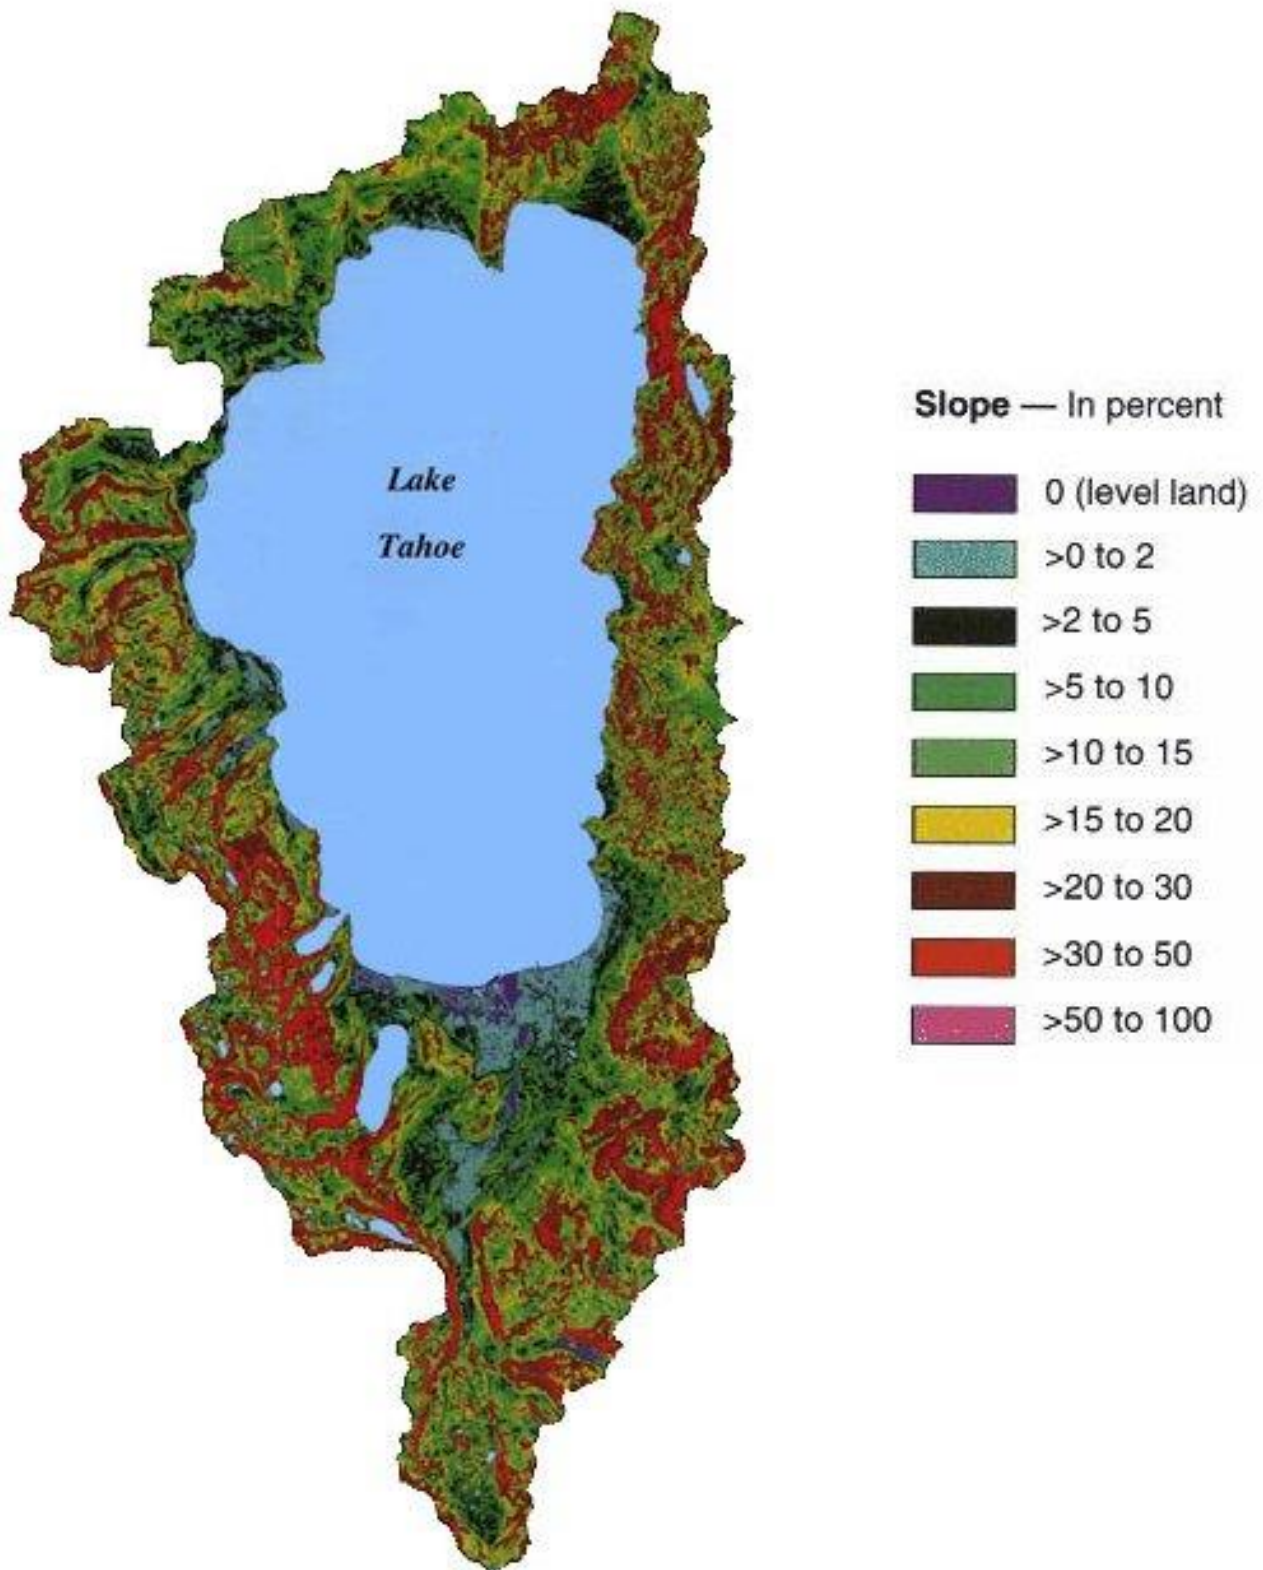 Lake
Tahoe
Slope — In percent
0 (level land)
>0 to 2
>2 to 5
>5 to 10
>10 to 15
>15 to 20
>20 to 30
>30 to 50
>50 to 100